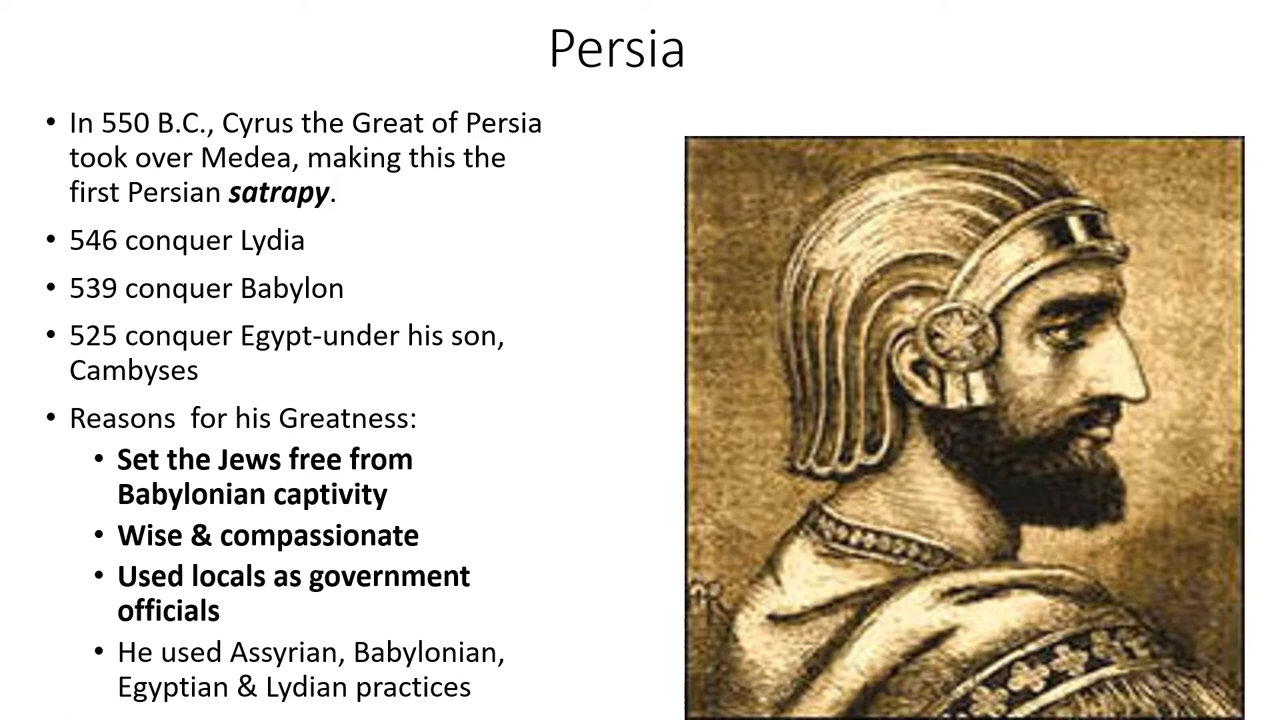 Persia
• In 550 B.C., Cyrus the Great of Persia
took over Medea, making this the
first Persian satrapy.
• 546 conquer Lydia
• 539 conquer Babylon
• 525 conquer Egypt-under his son,
Cambyses
• Reasons  for his Greatness:
• Set the Jews free from
Babylonian captivity
• Wise & compassionate
• Used locals as government
officials
• He used Assyrian, Babylonian,
Egyptian & Lydian practices